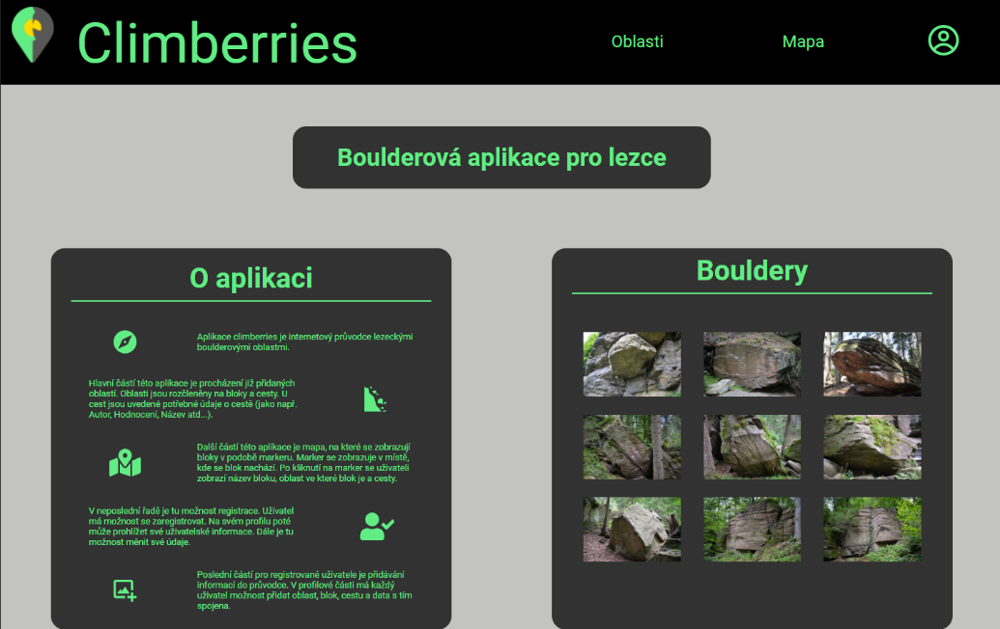 Climberries
Oblasti
Mapa
Boulderová aplikace pro lezce
O aplikaci
Aplikace climberries je internetový průvodce lezeckými
boulderovými oblastmi.
Hlavní částí této aplikace je procházení již přidaných
oblastí. Oblasti jsou rozčleněny na bloky a cesty. U
cest jsou uvedené potřebné údaje o cestě (jako např.
Autor, Hodnocení, Název atd...).
Další částí této aplikace je mapa, na které se zobrazují
bloky v podobě markeru. Marker se zobrazuje v místě,
kde se blok nachází. Po kliknutí na marker se uživateli
zobrazí název bloku, oblast ve které blok je a cesty.
V neposlední řadě je tu možnost registrace. Uživatel
má možnost se zaregistrovat. Na svém profilu poté
může prohlížet své uživatelské informace. Dále je tu
možnost měnit své údaje.
Poslední částí pro registrované uživatele je přidávání
informací do průvodce. V profilové části má každý
uživatel možnost přidat oblast, blok, cestu a data s tím
spojena.
Bouldery